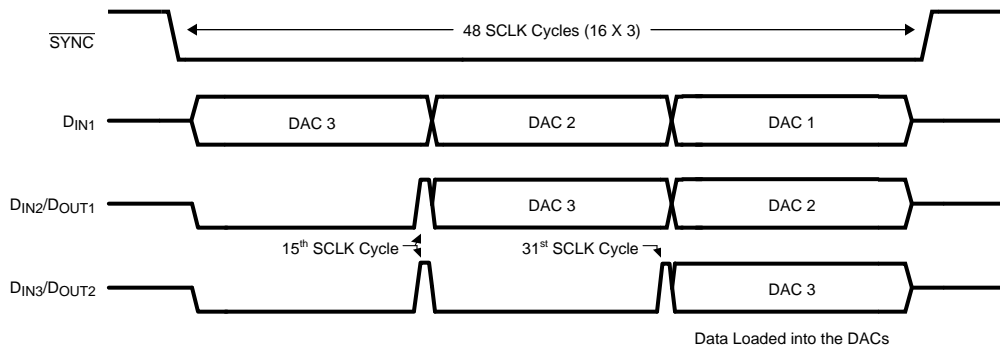 48 SCLK Cycles (16 X 3)
SYNC
DIN1
DAC 3 DAC 2 DAC 1
DIN2/DOUT1
DAC 3 DAC 2
15th SCLK Cycle 31st SCLK Cycle
DIN3/DOUT2
DAC 3
Data Loaded into the DACs